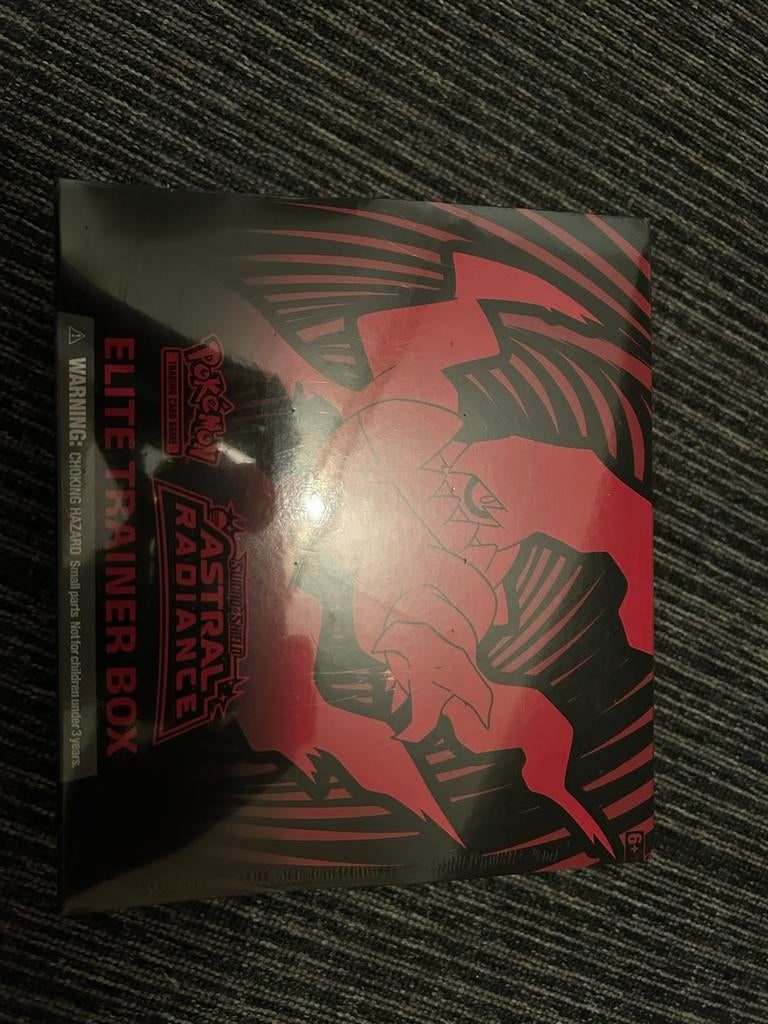 6+
POKÉMON
TRADING CARD GAME
SWORD & SHIELD
ASTRAL
RADIANCE
ELITE TRAINER BOX
⚠ WARNING: CHOKING HAZARD Small parts Not for children under 3 years.